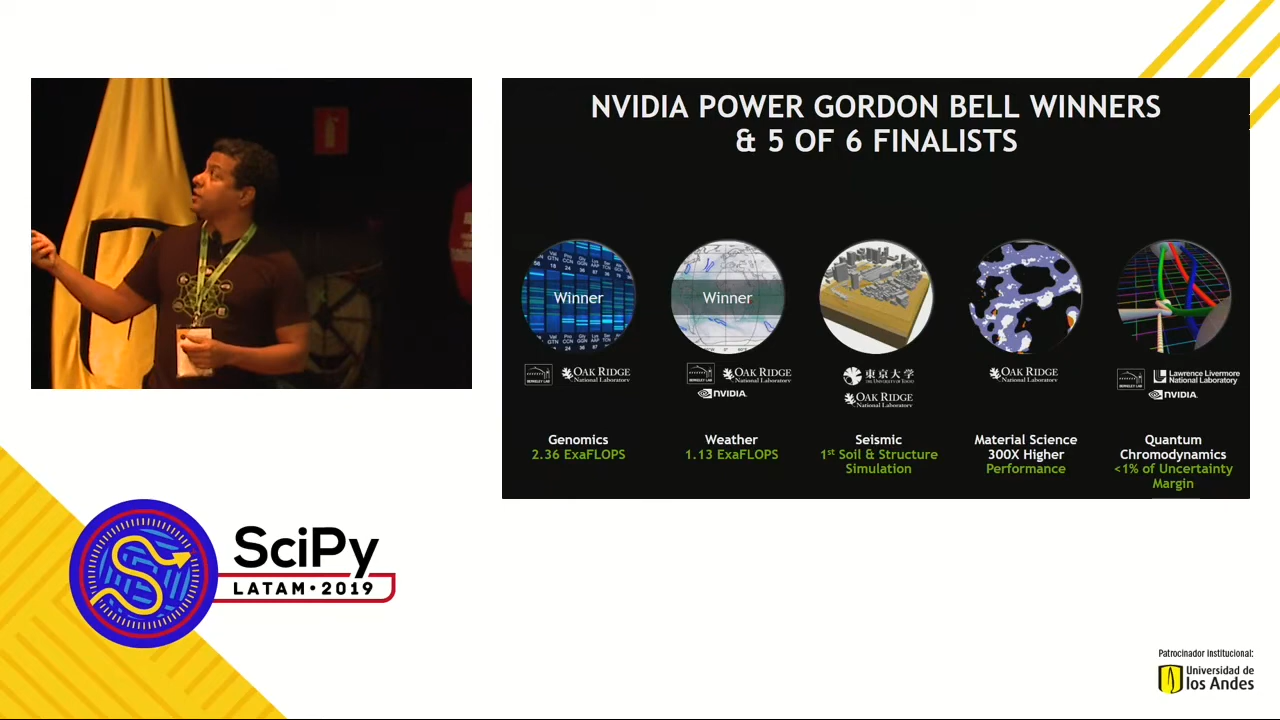 NVIDIA POWER GORDON BELL WINNERS
& 5 OF 6 FINALISTS
Winner
Winner
BERKELEY LAB
OAK RIDGE
National Laboratory
BERKELEY LAB
OAK RIDGE
National Laboratory
NVIDIA
東京大学
THE UNIVERSITY OF TOKYO
OAK RIDGE
National Laboratory
OAK RIDGE
National Laboratory
BERKELEY LAB
Lawrence Livermore
National Laboratory
NVIDIA
Genomics
2.36 ExaFLOPS
Weather
1.13 ExaFLOPS
Seismic
1st Soil & Structure
Simulation
Material Science
300X Higher
Performance
Quantum
Chromodynamics
<1% of Uncertainty
Margin
SciPy
LATAM•2019
Patrocinador institucional:
Universidad de
los Andes